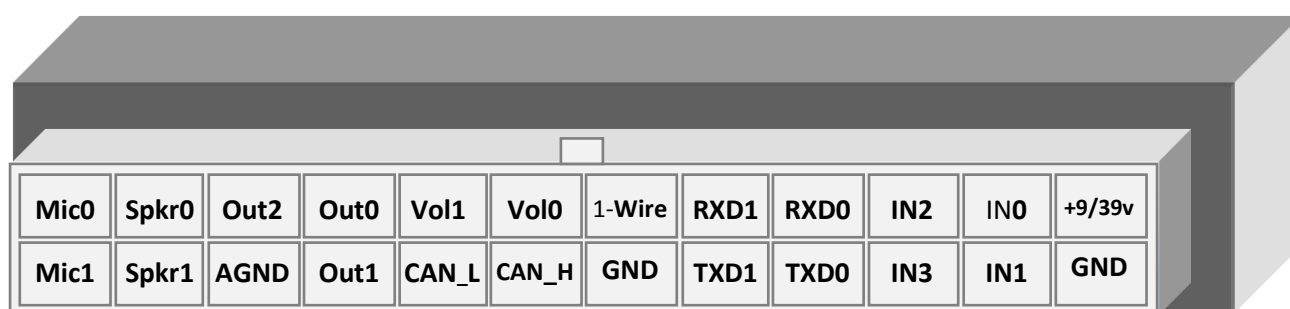 Mic0 Spkr0 Out2 Out0 Vol1 Vol0 1-Wire RXD1 RXD0 IN2 IN0 +9/39v
Mic1 Spkr1 AGND Out1 CAN_L CAN_H GND TXD1 TXD0 IN3 IN1 GND